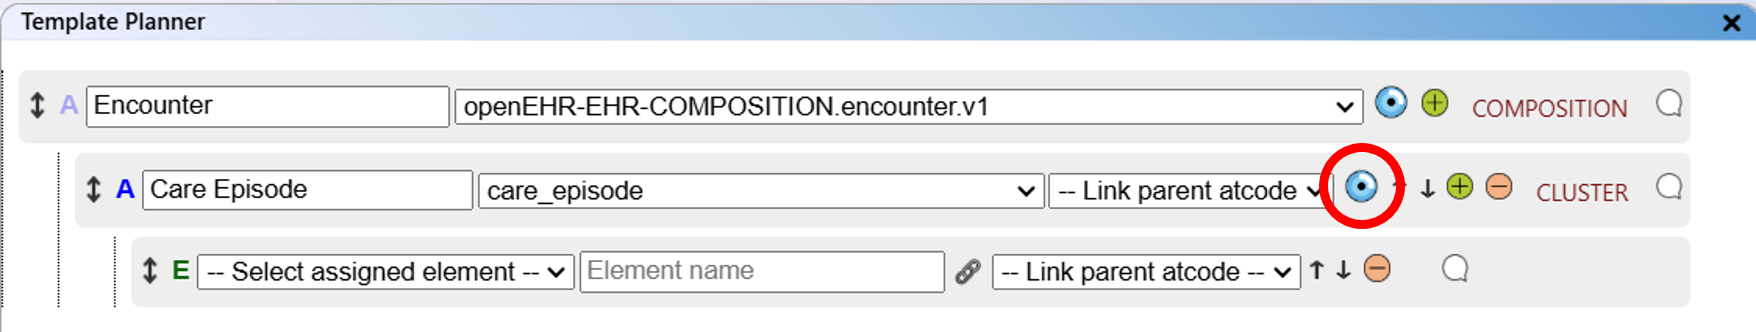 Template Planner
A Encounter openEHR-EHR-COMPOSITION.encounter.v1 COMPOSITION
A Care Episode care_episode -- Link parent atcode CLUSTER
E -- Select assigned element -- Element name -- Link parent atcode --